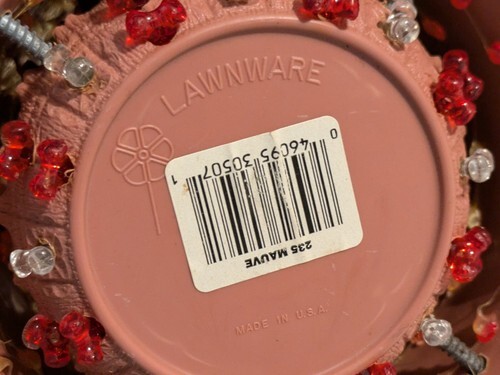 LAWNWARE
235 MAUVE
1 46095 30507 0
MADE IN U.S.A.